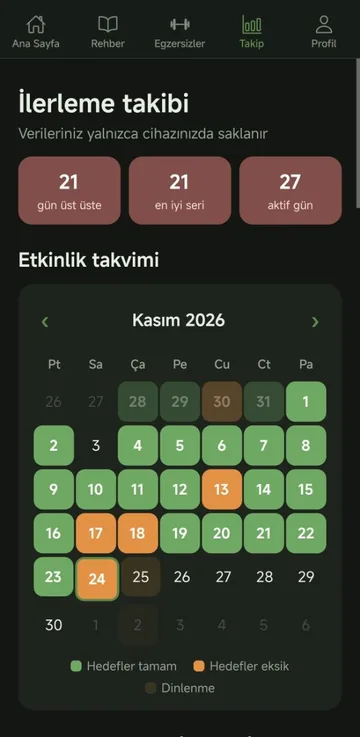 Ana Sayfa Rehber Egzersizler Takip Profil
İlerleme takibi
Verileriniz yalnızca cihazınızda saklanır
21 21 27
gün üst üste en iyi seri aktif gün
Etkinlik takvimi
‹ Kasım 2026 ›
Pt Sa Ça Pe Cu Ct Pa
26 27 28 29 30 31 1
2 3 4 5 6 7 8
9 10 11 12 13 14 15
16 17 18 19 20 21 22
23 24 25 26 27 28 29
30 1 2 3 4 5 6
Hedefler tamam Hedefler eksik
Dinlenme